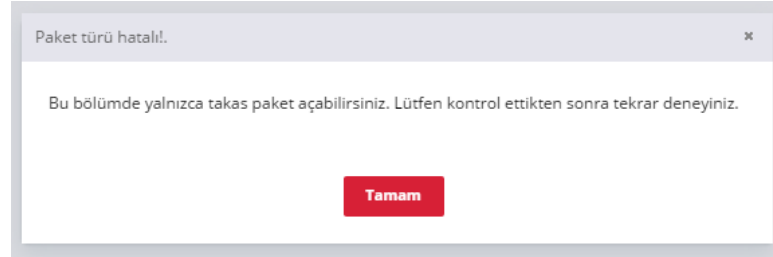 Paket türü hatalı!.
Bu bölümde yalnızca takas paket açabilirsiniz. Lütfen kontrol ettikten sonra tekrar deneyiniz.
Tamam